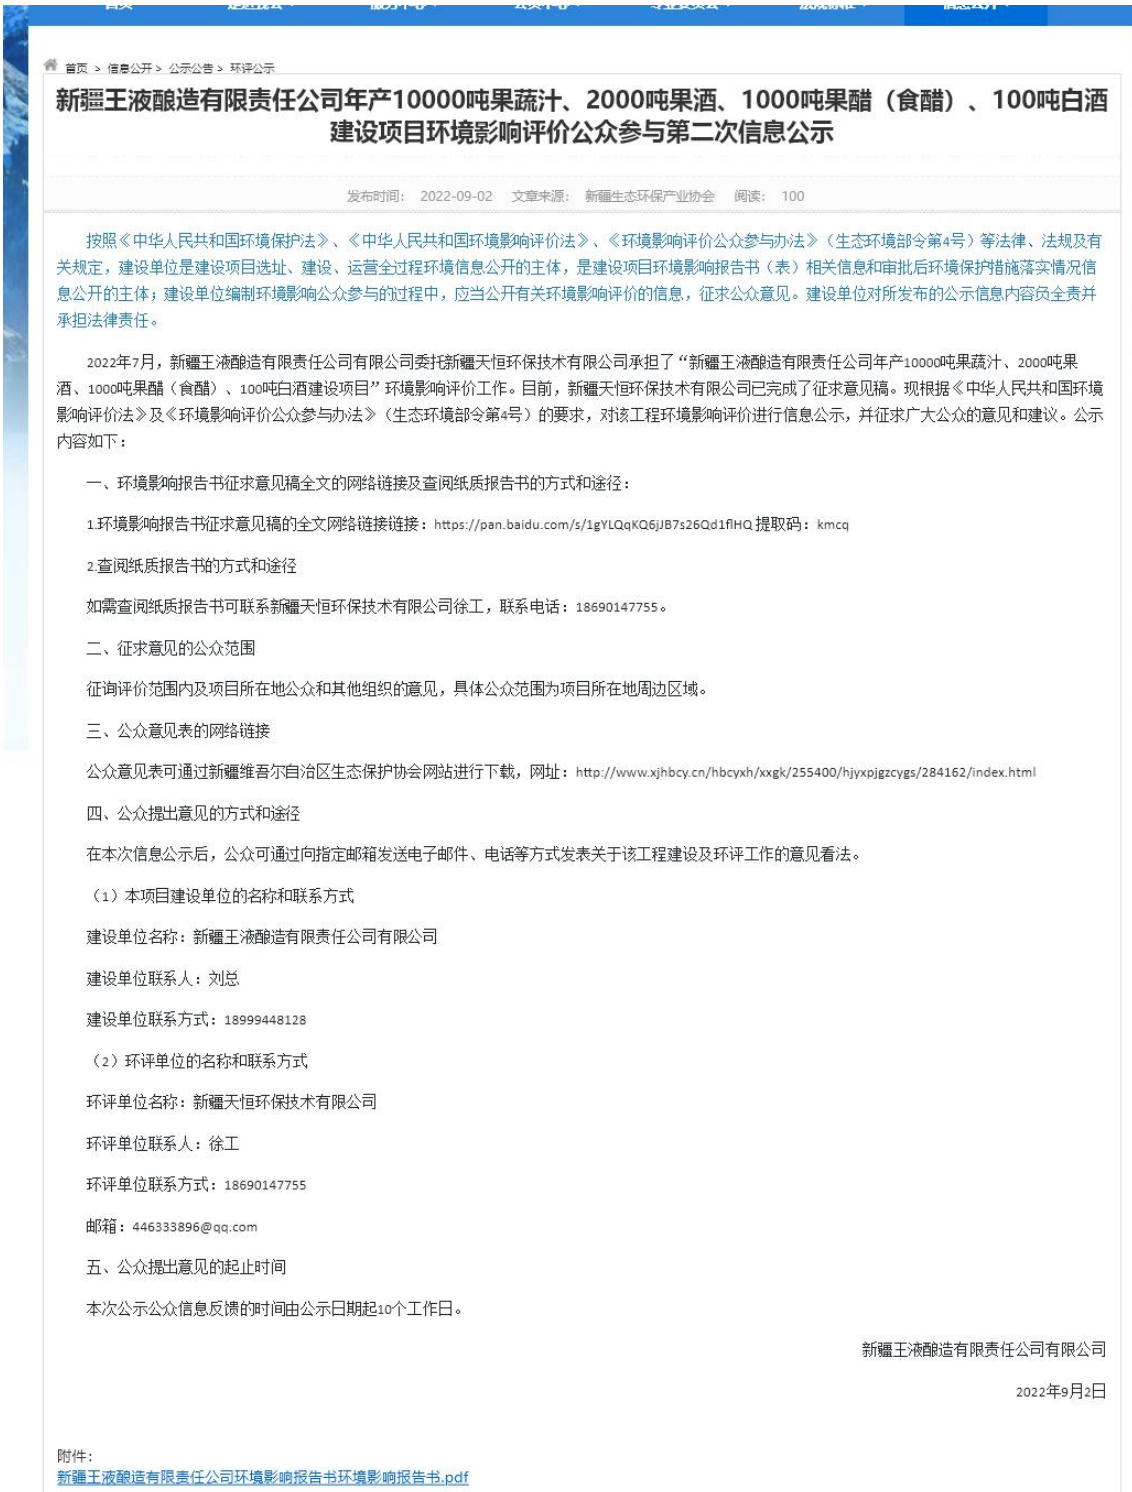 首页 > 信息公开 > 公示公告 > 环评公示
新疆王液酿造有限责任公司年产10000吨果蔬汁、2000吨果酒、1000吨果醋（食醋）、100吨白酒
建设项目环境影响评价公众参与第二次信息公示
发布时间： 2022-09-02 文章来源： 新疆生态环保产业协会 阅读： 100
按照《中华人民共和国环境保护法》、《中华人民共和国环境影响评价法》、《环境影响评价公众参与办法》（生态环境部令第4号）等法律、法规及有
关规定，建设单位是建设项目选址、建设、运营全过程环境信息公开的主体，是建设项目环境影响报告书（表）相关信息和审批后环境保护措施落实情况信
息公开的主体；建设单位编制环境影响公众参与的过程中，应当公开有关环境影响评价的信息，征求公众意见。建设单位对所发布的公示信息内容负全责并
承担法律责任。
2022年7月，新疆王液酿造有限责任公司有限公司委托新疆天恒环保技术有限公司承担了“新疆王液酿造有限责任公司年产10000吨果蔬汁、2000吨果
酒、1000吨果醋（食醋）、100吨白酒建设项目”环境影响评价工作。目前，新疆天恒环保技术有限公司已完成了征求意见稿。现根据《中华人民共和国环境
影响评价法》及《环境影响评价公众参与办法》（生态环境部令第4号）的要求，对该工程环境影响评价进行信息公示，并征求广大公众的意见和建议。公示
内容如下：
一、环境影响报告书征求意见稿全文的网络链接及查阅纸质报告书的方式和途径：
1.环境影响报告书征求意见稿的全文网络链接链接：https://pan.baidu.com/s/1gYLQqKQ6jJB7s26Qd1flHQ 提取码：kmcq
2.查阅纸质报告书的方式和途径
如需查阅纸质报告书可联系新疆天恒环保技术有限公司徐工，联系电话：18690147755。
二、征求意见的公众范围
征询评价范围内及项目所在地公众和其他组织的意见，具体公众范围为项目所在地周边区域。
三、公众意见表的网络链接
公众意见表可通过新疆维吾尔自治区生态保护协会网站进行下载，网址：http://www.xjhbcy.cn/hbcyxh/xxgk/255400/hjyxpjgzcygs/284162/index.html
四、公众提出意见的方式和途径
在本次信息公示后，公众可通过向指定邮箱发送电子邮件、电话等方式发表关于该工程建设及环评工作的意见看法。
（1）本项目建设单位的名称和联系方式
建设单位名称：新疆王液酿造有限责任公司有限公司
建设单位联系人：刘总
建设单位联系方式：18999448128
（2）环评单位的名称和联系方式
环评单位名称：新疆天恒环保技术有限公司
环评单位联系人：徐工
环评单位联系方式：18690147755
邮箱：446333896@qq.com
五、公众提出意见的起止时间
本次公示公众信息反馈的时间由公示日期起10个工作日。
新疆王液酿造有限责任公司有限公司
2022年9月2日
附件：
新疆王液酿造有限责任公司环境影响报告书环境影响报告书.pdf